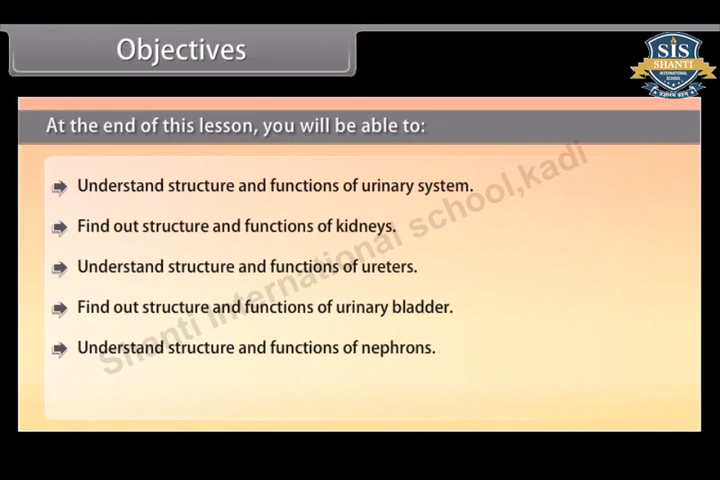 Objectives
SIS
SHANTI
INTERNATIONAL
SCHOOL
At the end of this lesson, you will be able to:
Understand structure and functions of urinary system.
Find out structure and functions of kidneys.
Understand structure and functions of ureters.
Find out structure and functions of urinary bladder.
Understand structure and functions of nephrons.
Shanti International school,kadi